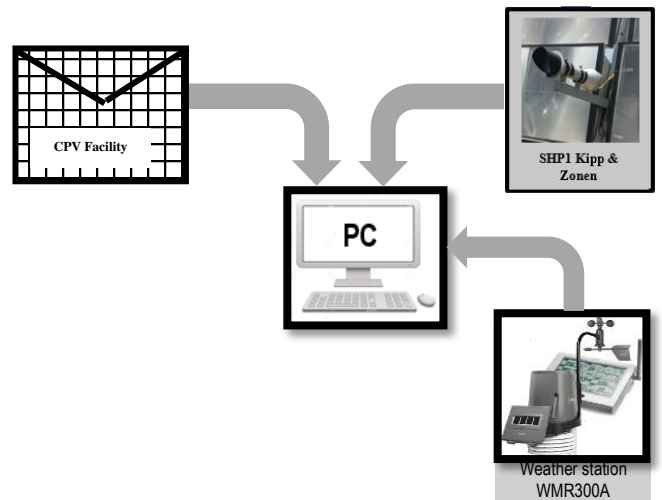 CPV Facility
SHP1 Kipp &
Zonen
PC
Weather station
WMR300A